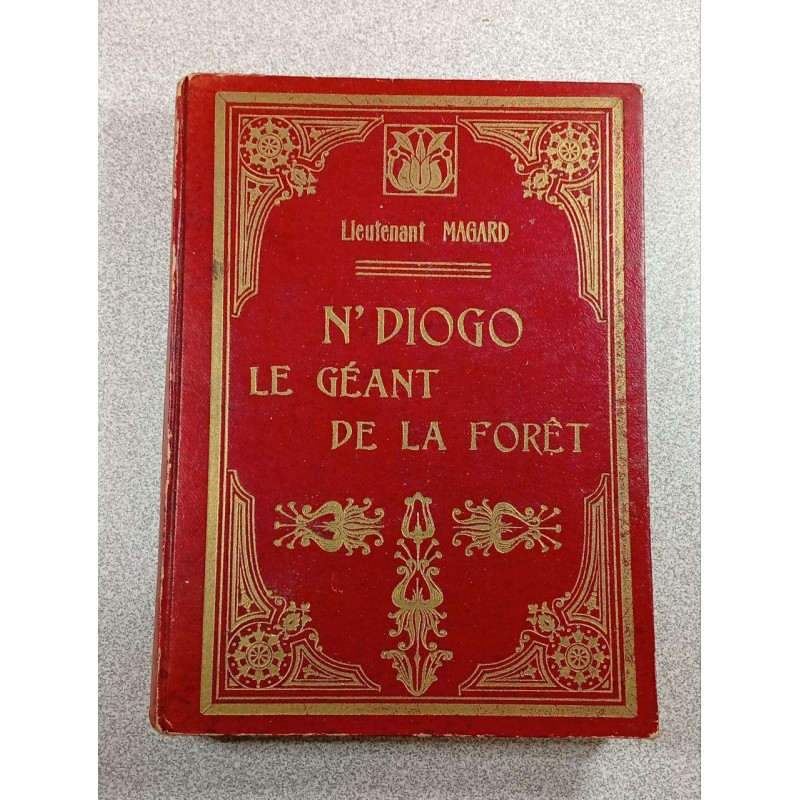 Lieutenant MAGARD
N' DIOGO
LE GÉANT
DE LA FORÊT